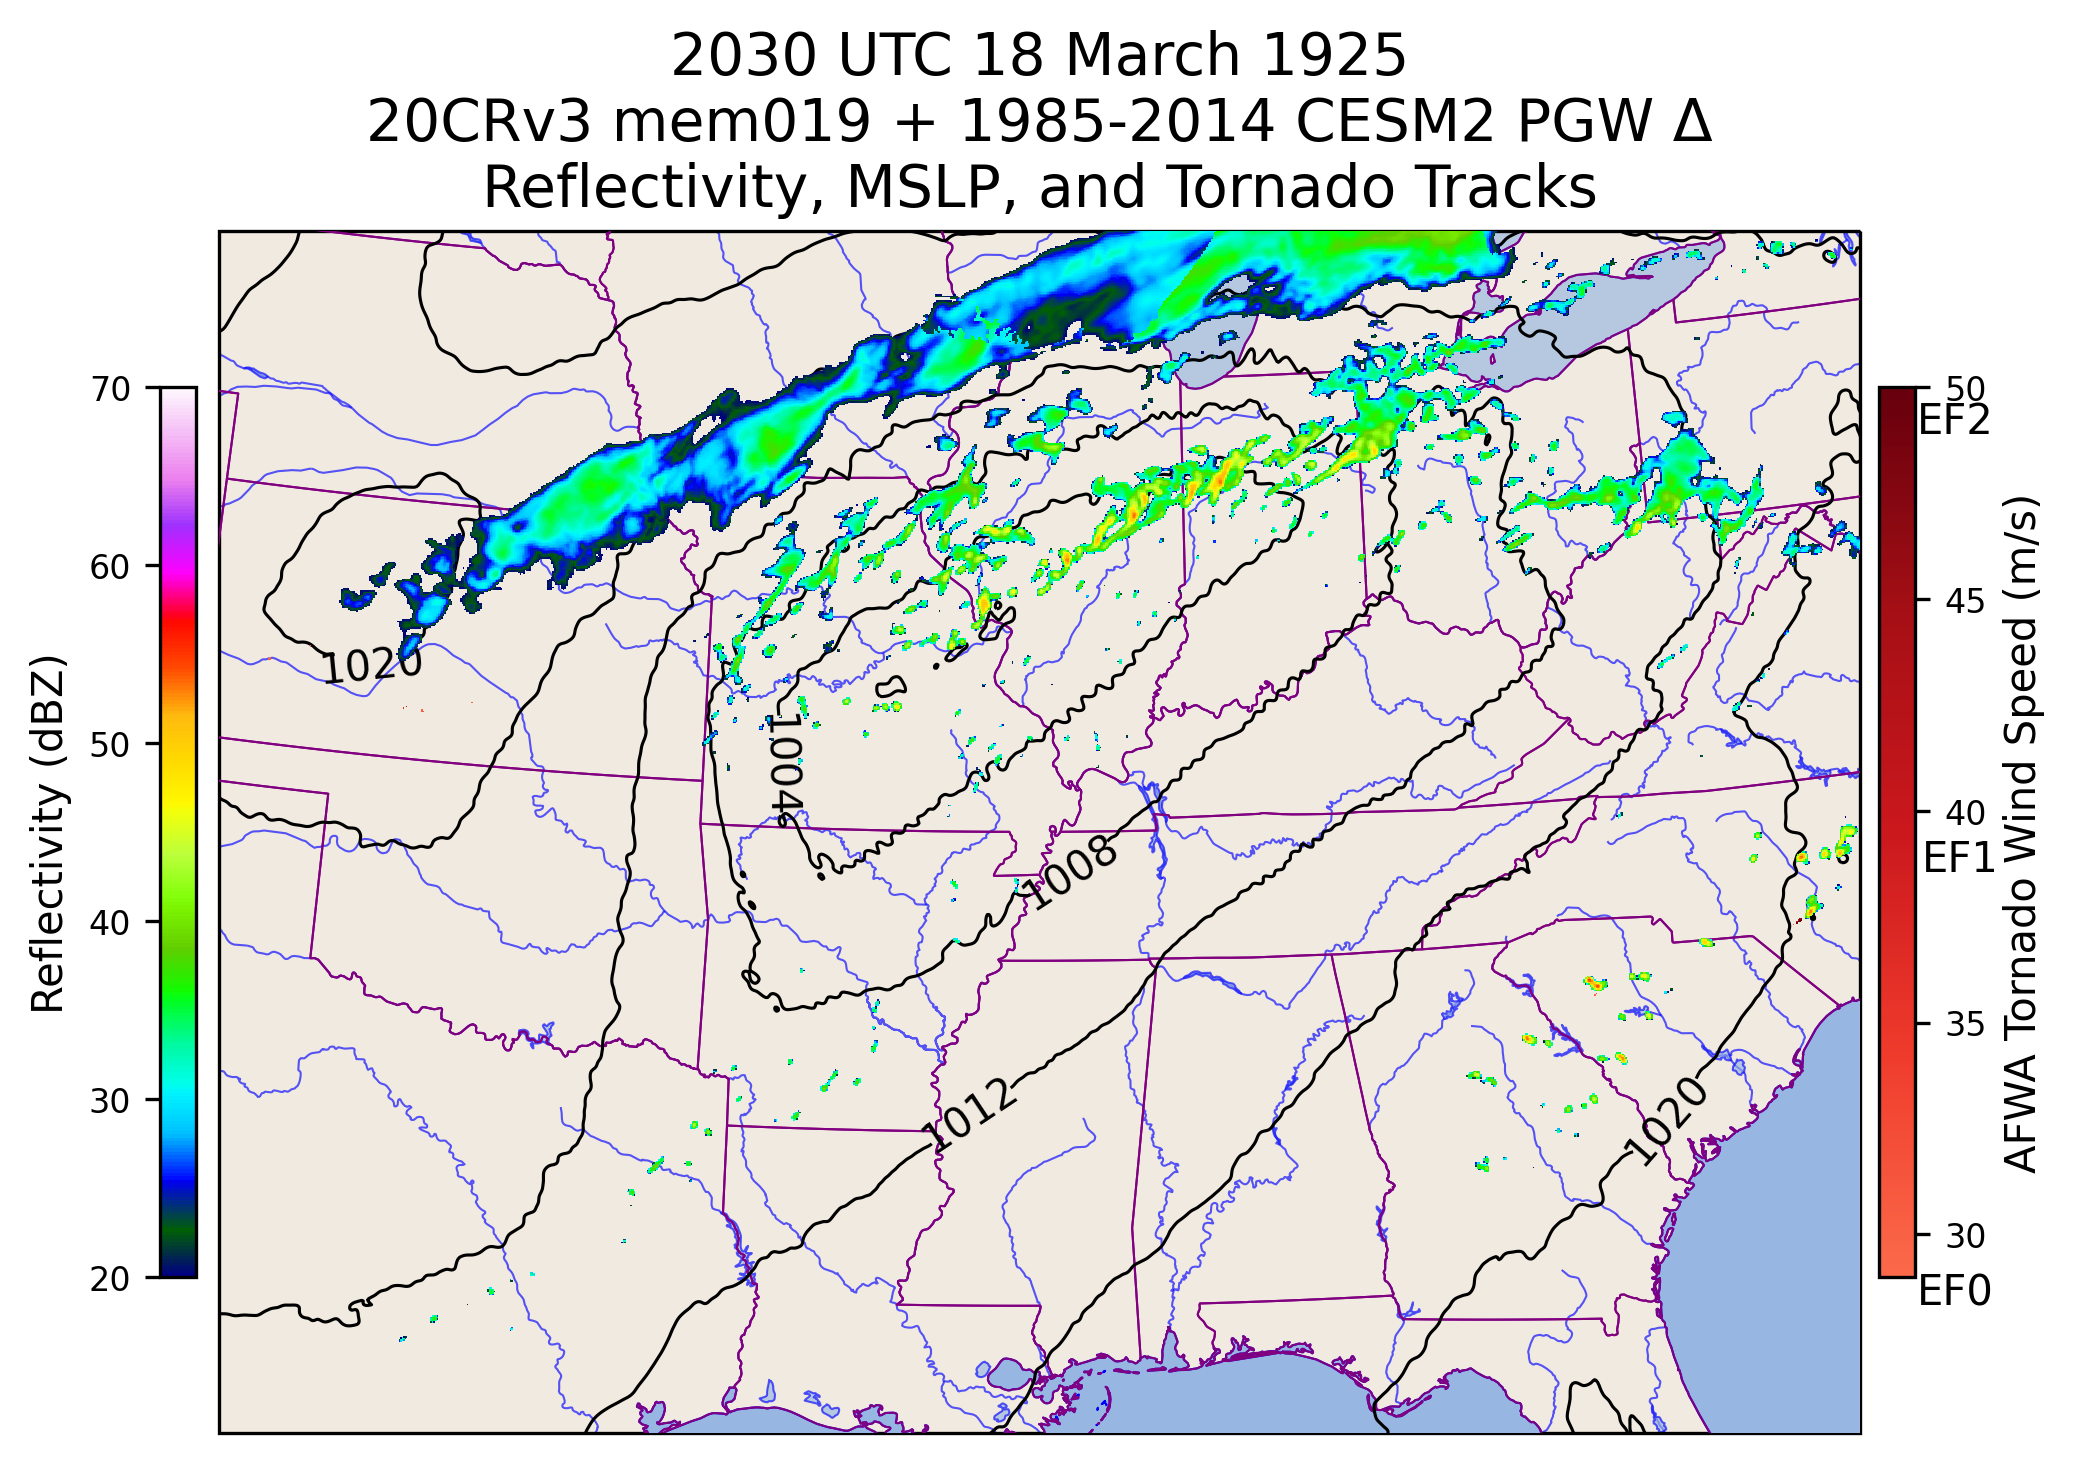 2030 UTC 18 March 1925
20CRv3 mem019 + 1985-2014 CESM2 PGW Δ
Reflectivity, MSLP, and Tornado Tracks
70
60
50
40
30
20
Reflectivity (dBZ)
1020
1004
1008
1012
1020
50
EF2
45
40
EF1
35
30
EF0
AFWA Tornado Wind Speed (m/s)